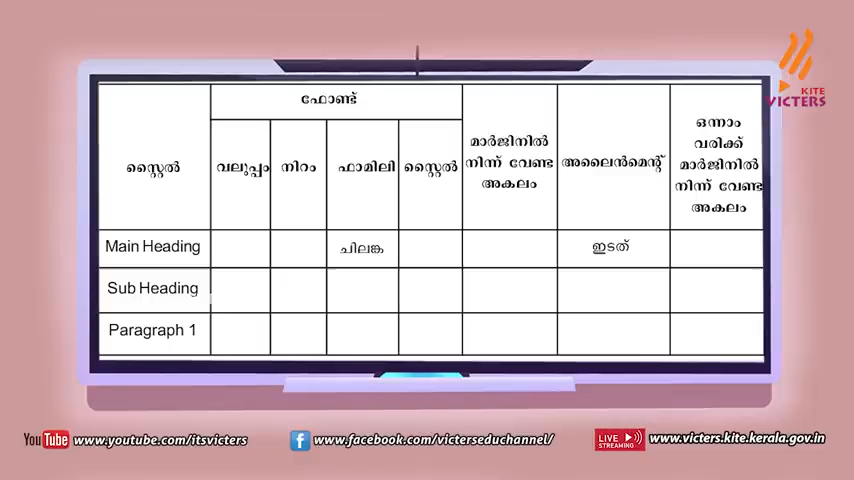 KITE
VICTERS
ഫോണ്ട്
സ്റ്റൈൽ
വലുപ്പം
നിറം
ഫാമിലി
സ്റ്റൈൽ
മാർജിനിൽ
നിന്ന് വേണ്ട
അകലം
അലൈൻമെന്റ്
ഒന്നാം
വരിക്ക്
മാർജിനിൽ
നിന്ന് വേണ്ട
അകലം
Main Heading
ചിലങ്ക
ഇടത്
Sub Heading
Paragraph 1
YouTube www.youtube.com/itsvicters
f www.facebook.com/victerseduchannel/
LIVE STREAMING www.victers.kite.kerala.gov.in